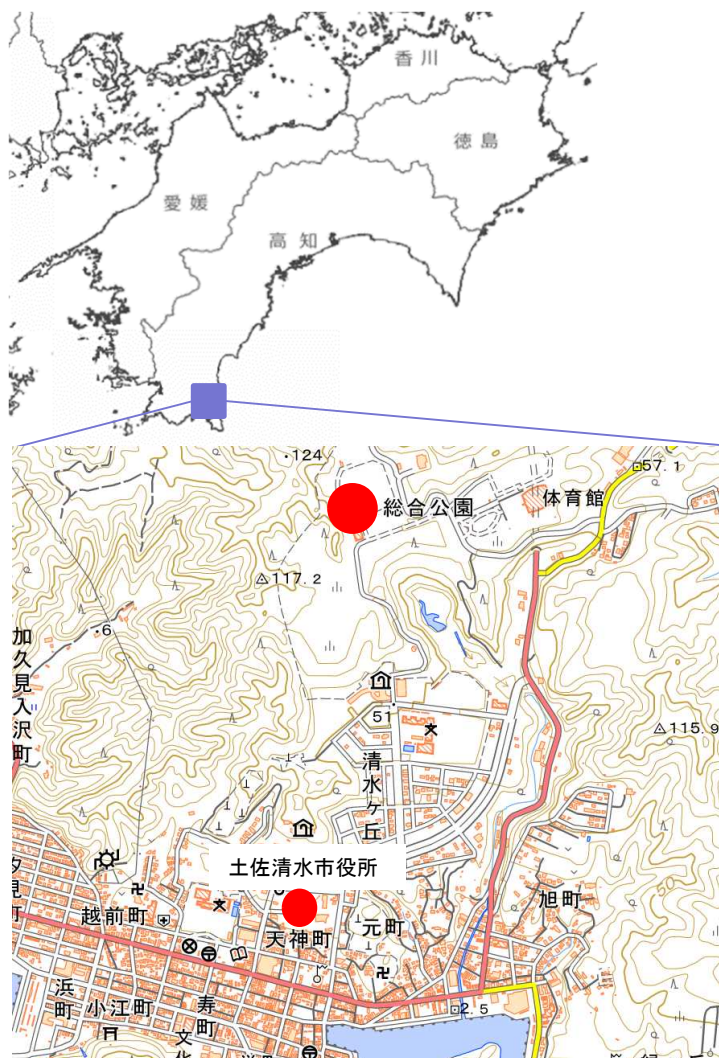 香川
徳島
愛媛
高知
124
総合公園
体育館
57.1
117.2
6
加久見入沢町
51
清水ヶ丘
115.9
土佐清水市役所
越前町
天神町
元町
旭町
浜町
小江町
寿町
2.5
50